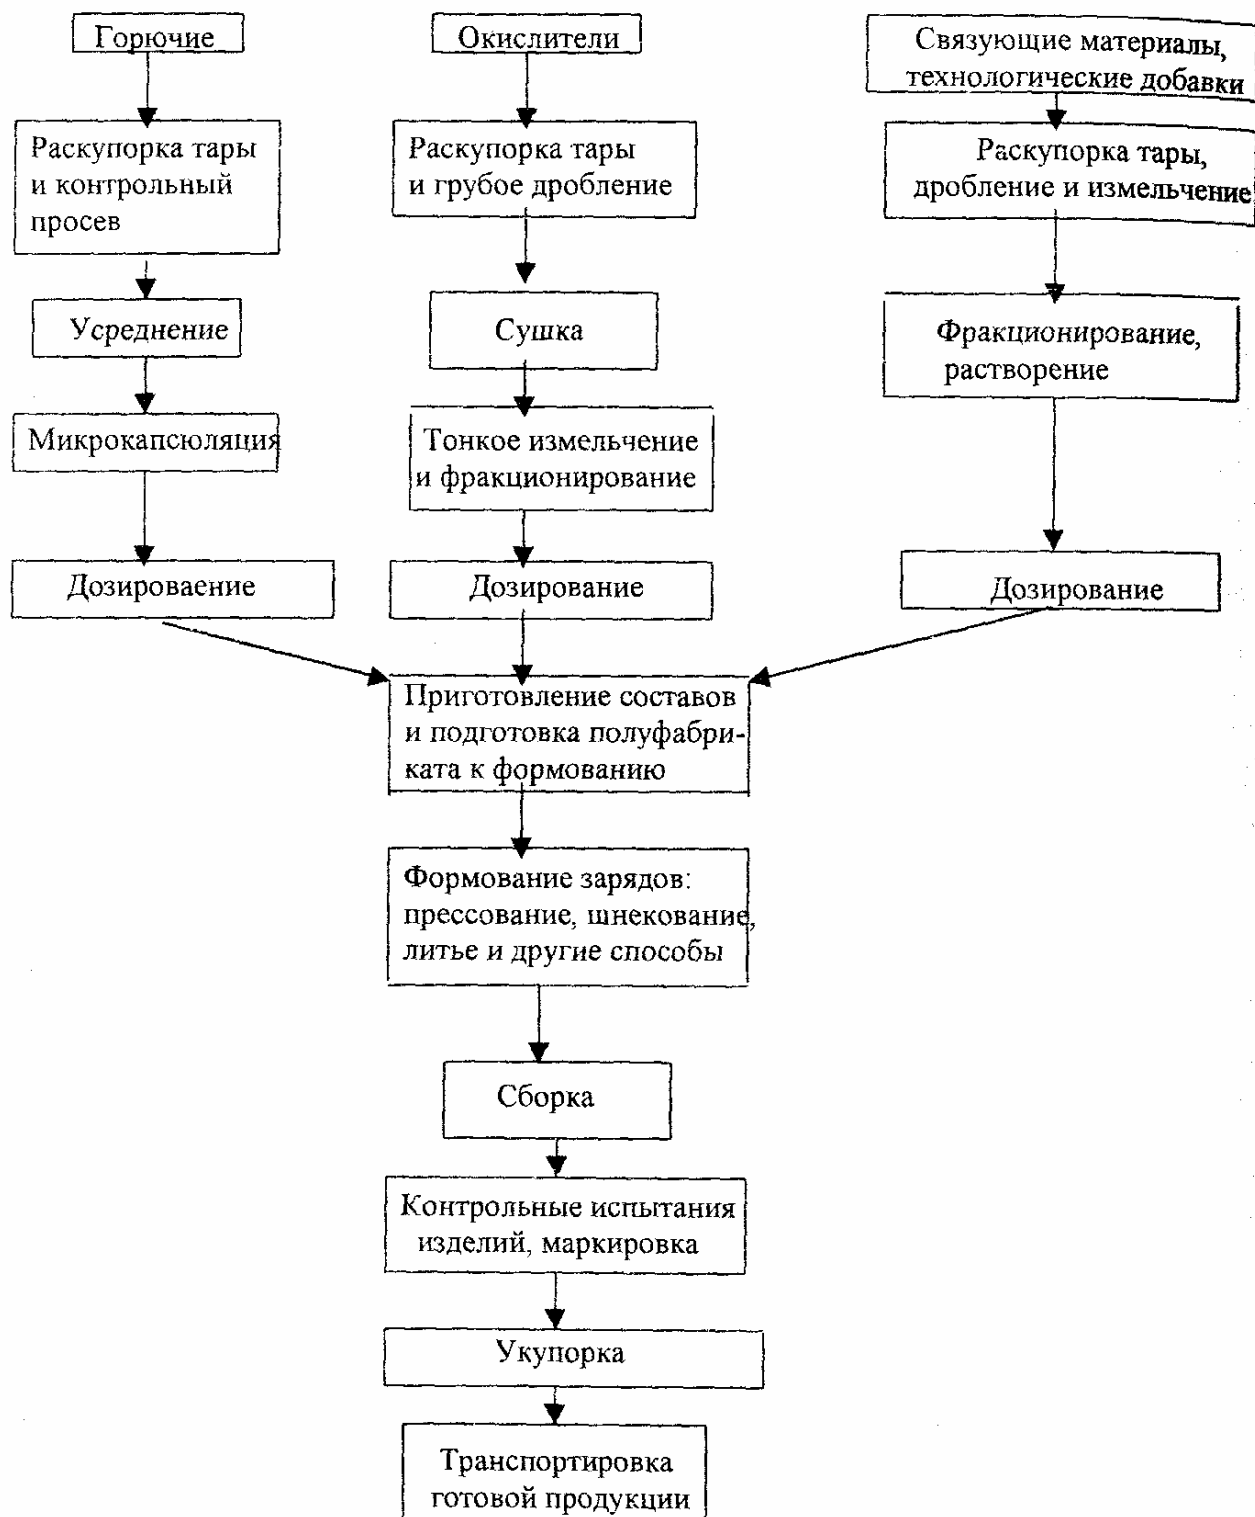 Горючие
Окислители
Связующие материалы,
технологические добавки
Раскупорка тары
и контрольный
просев
Раскупорка тары
и грубое дробление
Раскупорка тары,
дробление и измельчение
Усреднение
Сушка
Фракционирование,
растворение
Микрокапсюляция
Тонкое измельчение
и фракционирование
Дозироваение
Дозирование
Дозирование
Приготовление составов
и подготовка полуфабри-
ката к формованию
Формование зарядов:
прессование, шнекование,
литье и другие способы
Сборка
Контрольные испытания
изделий, маркировка
Укупорка
Транспортировка
готовой продукции